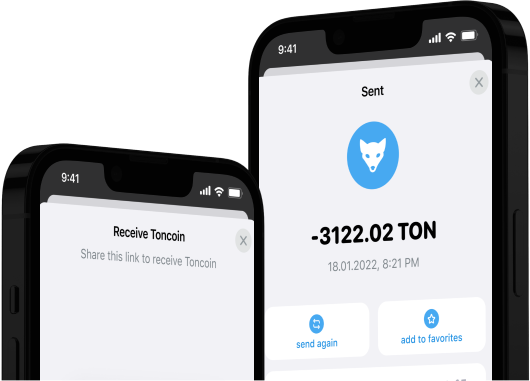 9:41
Sent
-3122.02 TON
18.01.2022, 8:21 PM
send again
add to favorites
9:41
Receive Toncoin
Share this link to receive Toncoin